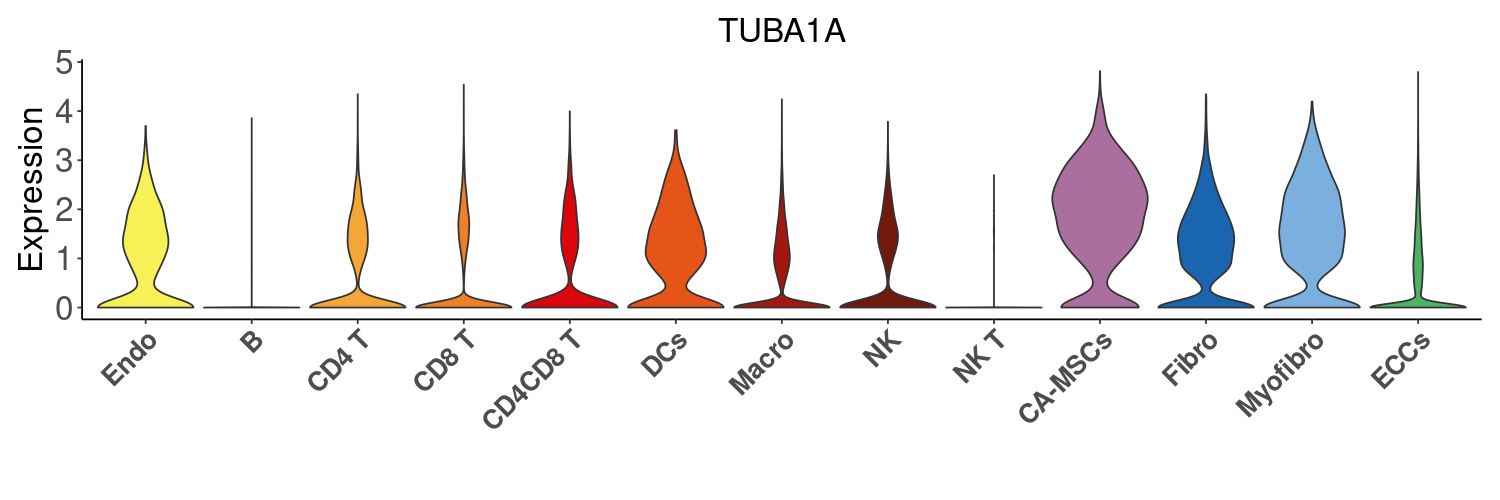 TUBA1A
Expression
5
4
3
2
1
0
Endo
B
CD4 T
CD8 T
CD4CD8 T
DCs
Macro
NK
NK T
CA-MSCs
Fibro
Myofibro
ECCs